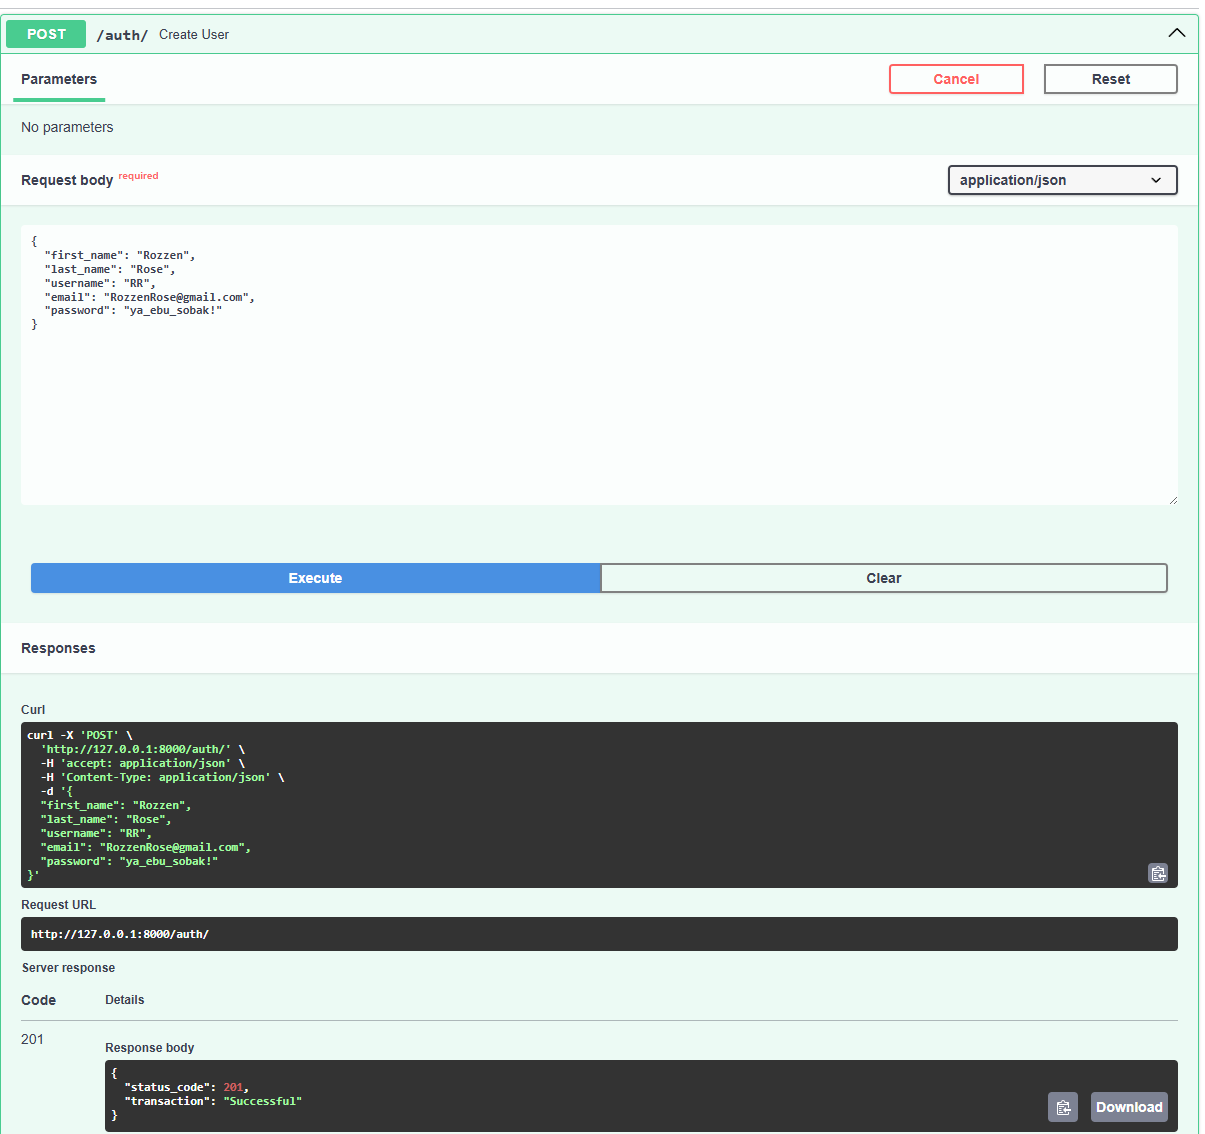 POST /auth/ Create User
Parameters
Cancel
Reset
No parameters
Request body required
application/json
{
  "first_name": "Rozzen",
  "last_name": "Rose",
  "username": "RR",
  "email": "RozzenRose@gmail.com",
  "password": "ya_ebu_sobak!"
}
Execute
Clear
Responses
Curl
curl -X 'POST' \
  'http://127.0.0.1:8000/auth/' \
  -H 'accept: application/json' \
  -H 'Content-Type: application/json' \
  -d '{
  "first_name": "Rozzen",
  "last_name": "Rose",
  "username": "RR",
  "email": "RozzenRose@gmail.com",
  "password": "ya_ebu_sobak!"
}'
Request URL
http://127.0.0.1:8000/auth/
Server response
Code Details
201
Response body
{
  "status_code": 201,
  "transaction": "Successful"
}
Download